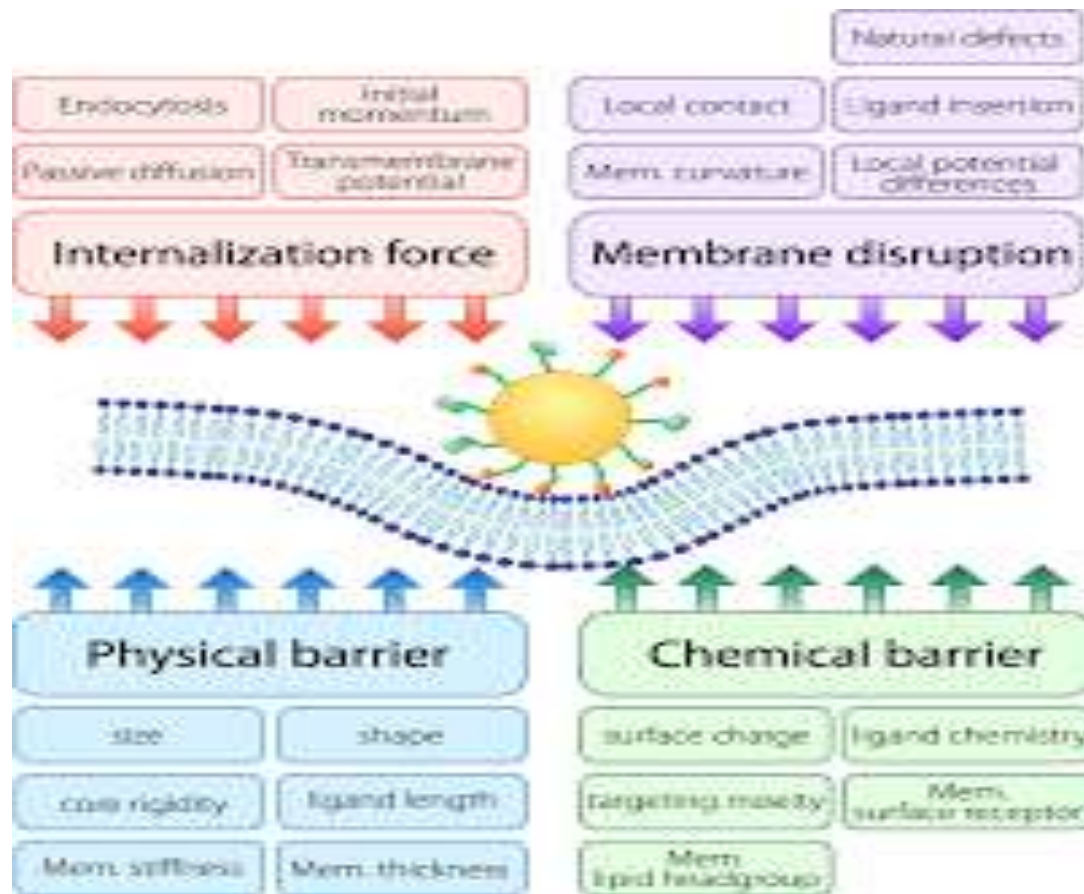 Natural defects
Endocytosis
Initial
momentum
Local contact
Ligand insertion
Passive diffusion
Transmembrane
potential
Mem. curvature
Local potential
differences
Internalization force
Membrane disruption
Physical barrier
Chemical barrier
size
shape
surface charge
ligand chemistry
core rigidity
ligand length
targeting moiety
Mem.
surface receptor
Mem. stiffness
Mem. thickness
Mem.
lipid headgroup